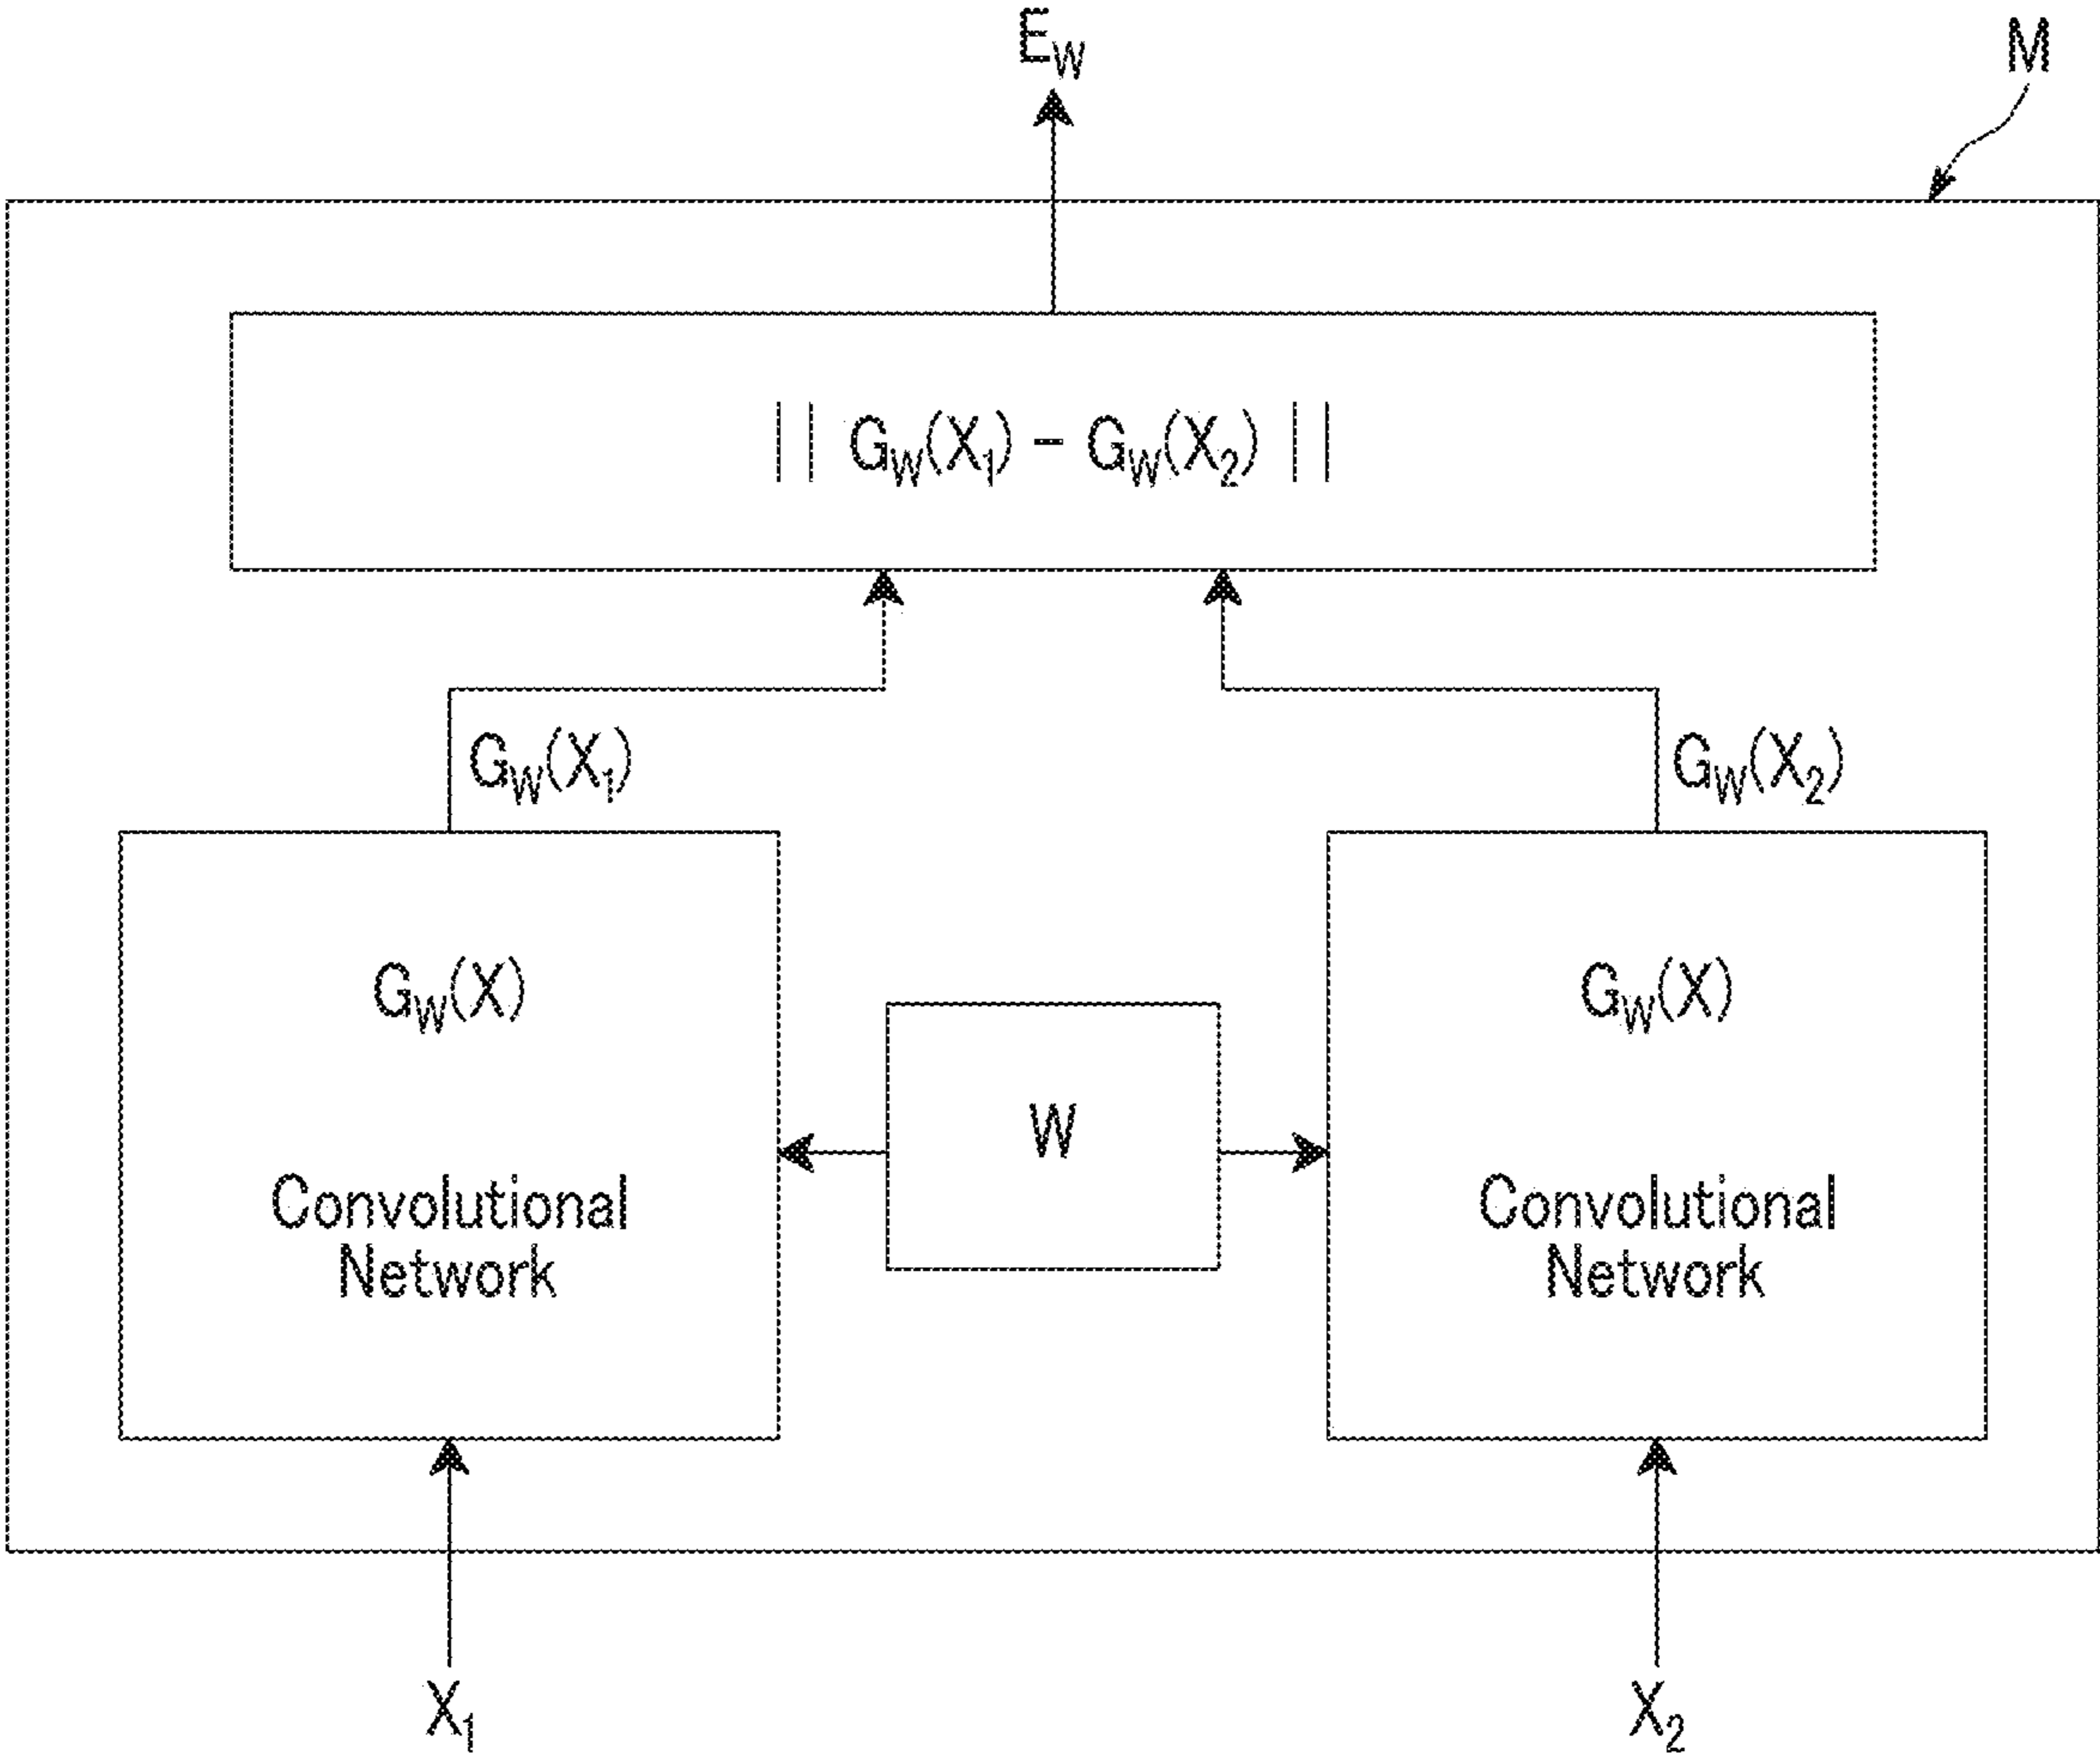 E_W
M
|| G_W(X_1) - G_W(X_2) ||
G_W(X_1)
G_W(X_2)
G_W(X)
Convolutional
Network
W
G_W(X)
Convolutional
Network
X_1
X_2